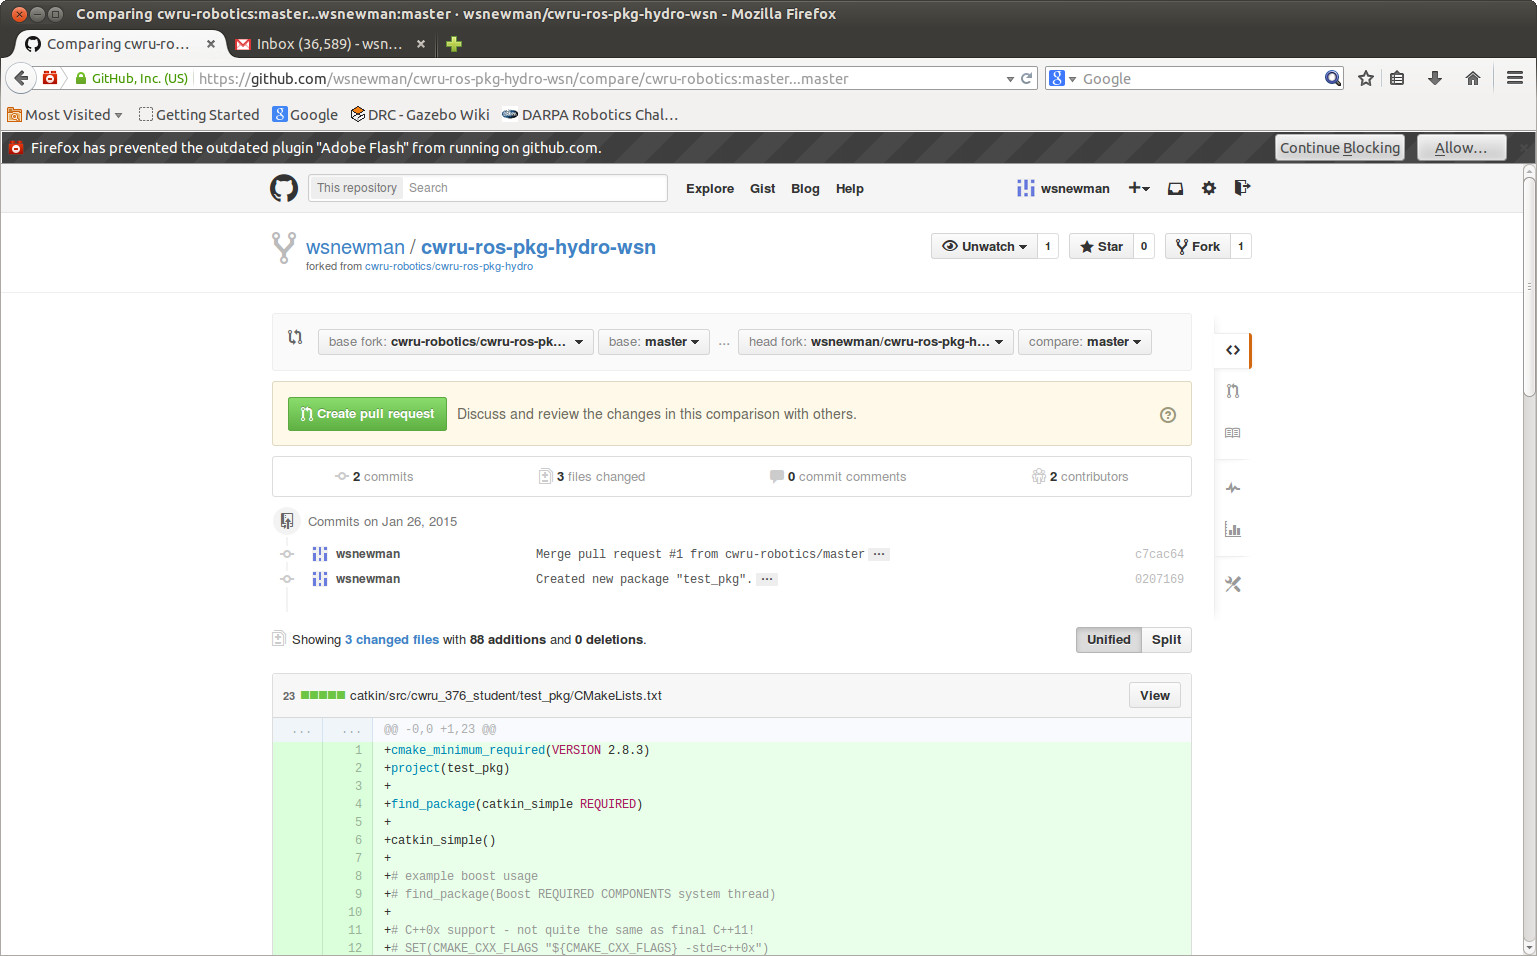 Comparing cwru-robotics:master...wsnewman:master · wsnewman/cwru-ros-pkg-hydro-wsn - Mozilla Firefox
Comparing cwru-ro... × Inbox (36,589) - wsn... ×
GitHub, Inc. (US) https://github.com/wsnewman/cwru-ros-pkg-hydro-wsn/compare/cwru-robotics:master...master Google
Most Visited Getting Started Google DRC - Gazebo Wiki DARPA Robotics Chal...
Firefox has prevented the outdated plugin "Adobe Flash" from running on github.com. Continue Blocking Allow...
This repository Search Explore Gist Blog Help wsnewman
wsnewman / cwru-ros-pkg-hydro-wsn Unwatch 1 Star 0 Fork 1
forked from cwru-robotics/cwru-ros-pkg-hydro
base fork: cwru-robotics/cwru-ros-pk... base: master ... head fork: wsnewman/cwru-ros-pkg-h... compare: master
Create pull request Discuss and review the changes in this comparison with others.
2 commits 3 files changed 0 commit comments 2 contributors
Commits on Jan 26, 2015
wsnewman Merge pull request #1 from cwru-robotics/master ... c7cac64
wsnewman Created new package "test_pkg". ... 0207169
Showing 3 changed files with 88 additions and 0 deletions. Unified Split
23 catkin/src/cwru_376_student/test_pkg/CMakeLists.txt View
... ... @@ -0,0 +1,23 @@
1 +cmake_minimum_required(VERSION 2.8.3)
2 +project(test_pkg)
3 +
4 +find_package(catkin_simple REQUIRED)
5 +
6 +catkin_simple()
7 +
8 +# example boost usage
9 +# find_package(Boost REQUIRED COMPONENTS system thread)
10 +
11 +# C++0x support - not quite the same as final C++11!
12 +# SET(CMAKE_CXX_FLAGS "${CMAKE_CXX_FLAGS} -std=c++0x")